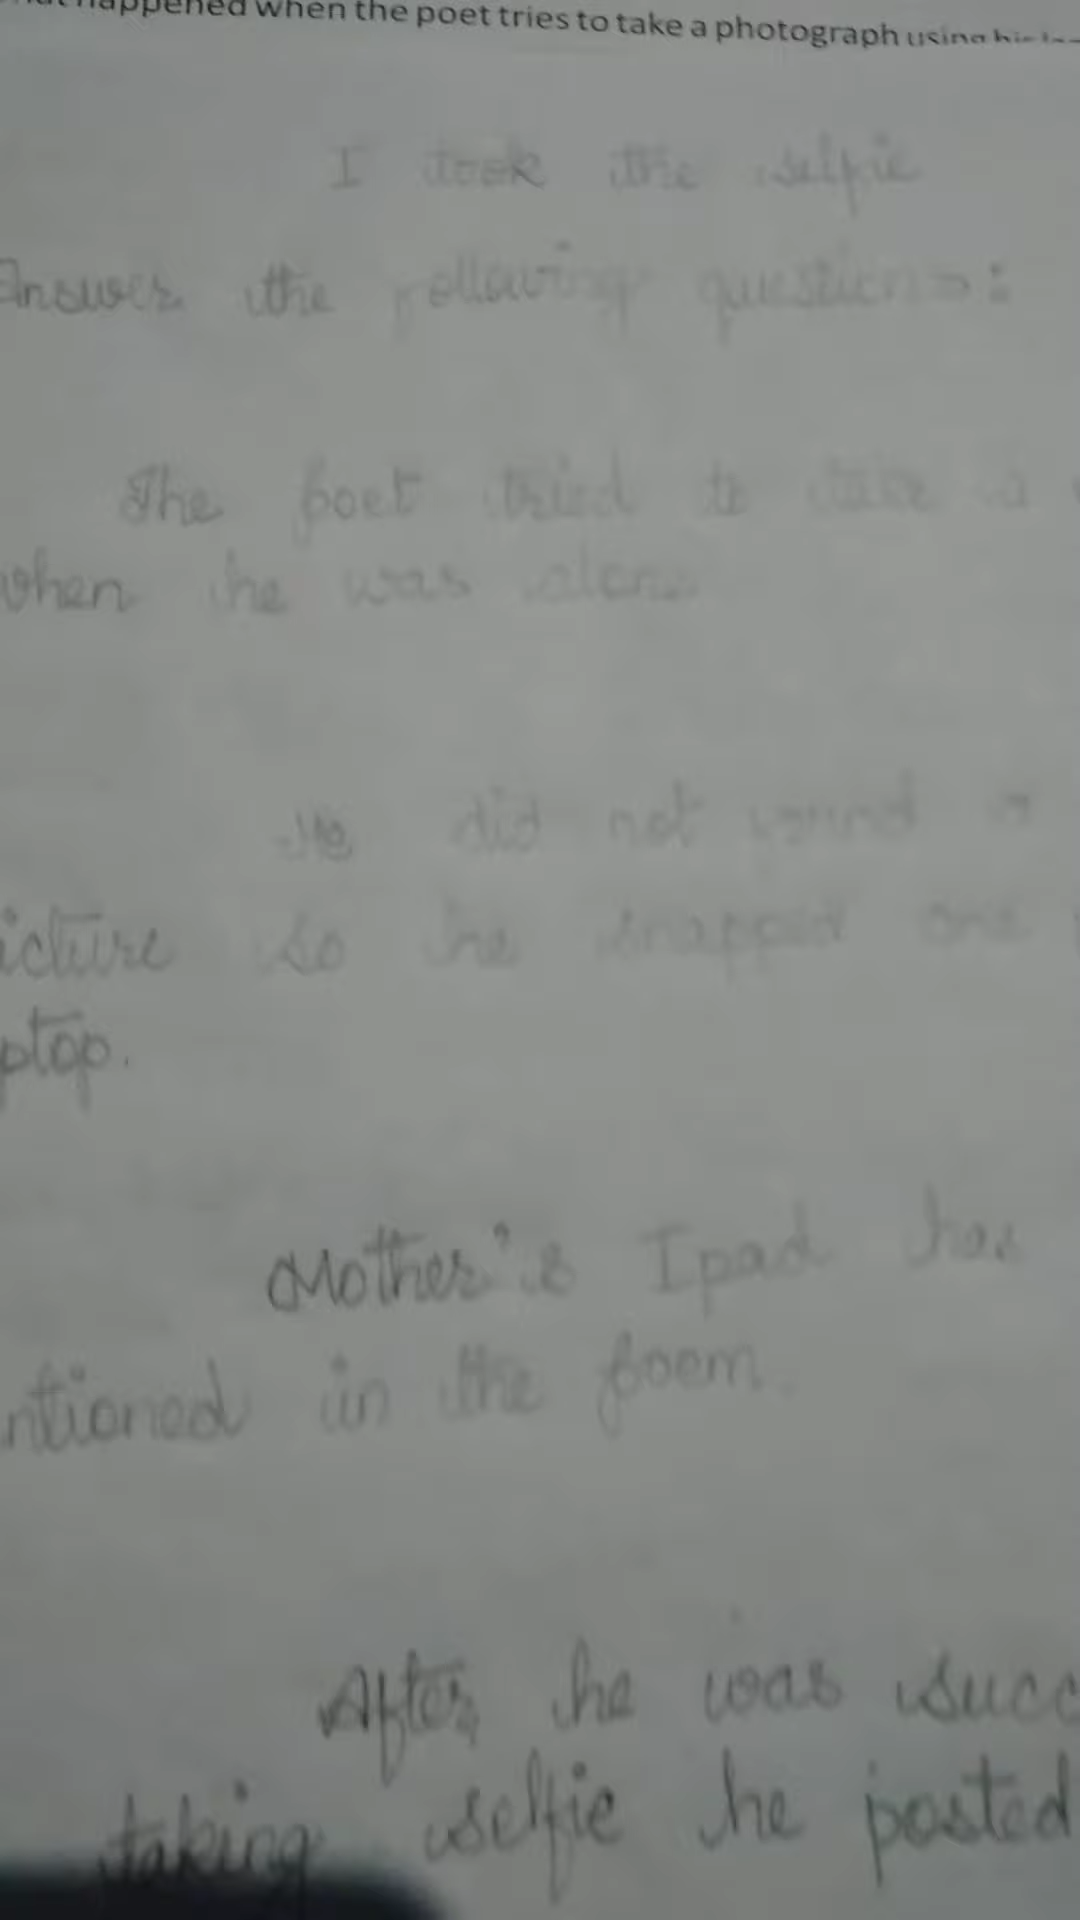 happened when the poet tries to take a photograph using
I took the selfie
Answer the following questions:
The poet tried to take a
when he was alone
He did not
icture so he snapped one
ptop.
Mother's Ipad has
ntioned in the poem.
After he was succ
taking selfie he posted